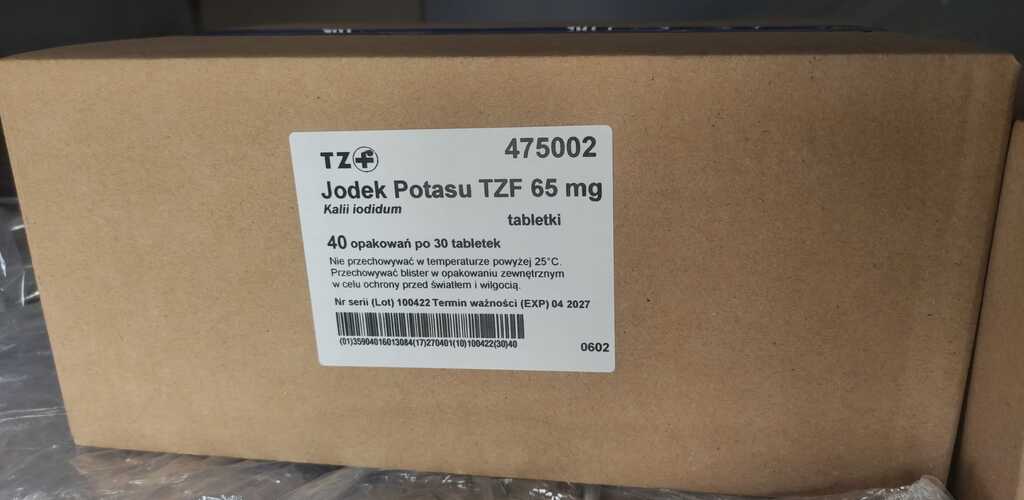 TZF 475002
Jodek Potasu TZF 65 mg
Kalii iodidum
tabletki
40 opakowań po 30 tabletek
Nie przechowywać w temperaturze powyżej 25°C.
Przechowywać blister w opakowaniu zewnętrznym
w celu ochrony przed światłem i wilgocią.
Nr serii (Lot) 100422 Termin ważności (EXP) 04 2027
(01)35904016013084(17)270401(10)100422(30)40
0602